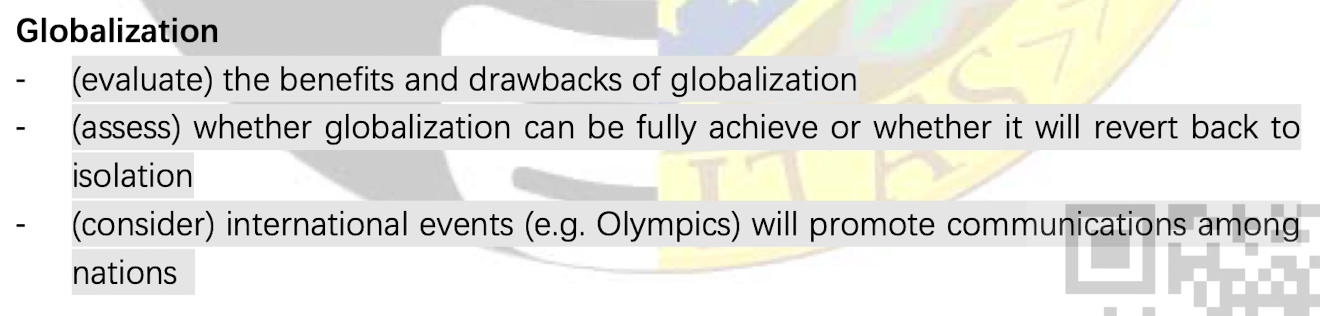 Globalization
- (evaluate) the benefits and drawbacks of globalization
- (assess) whether globalization can be fully achieve or whether it will revert back to
isolation
- (consider) international events (e.g. Olympics) will promote communications among
nations
ITAS